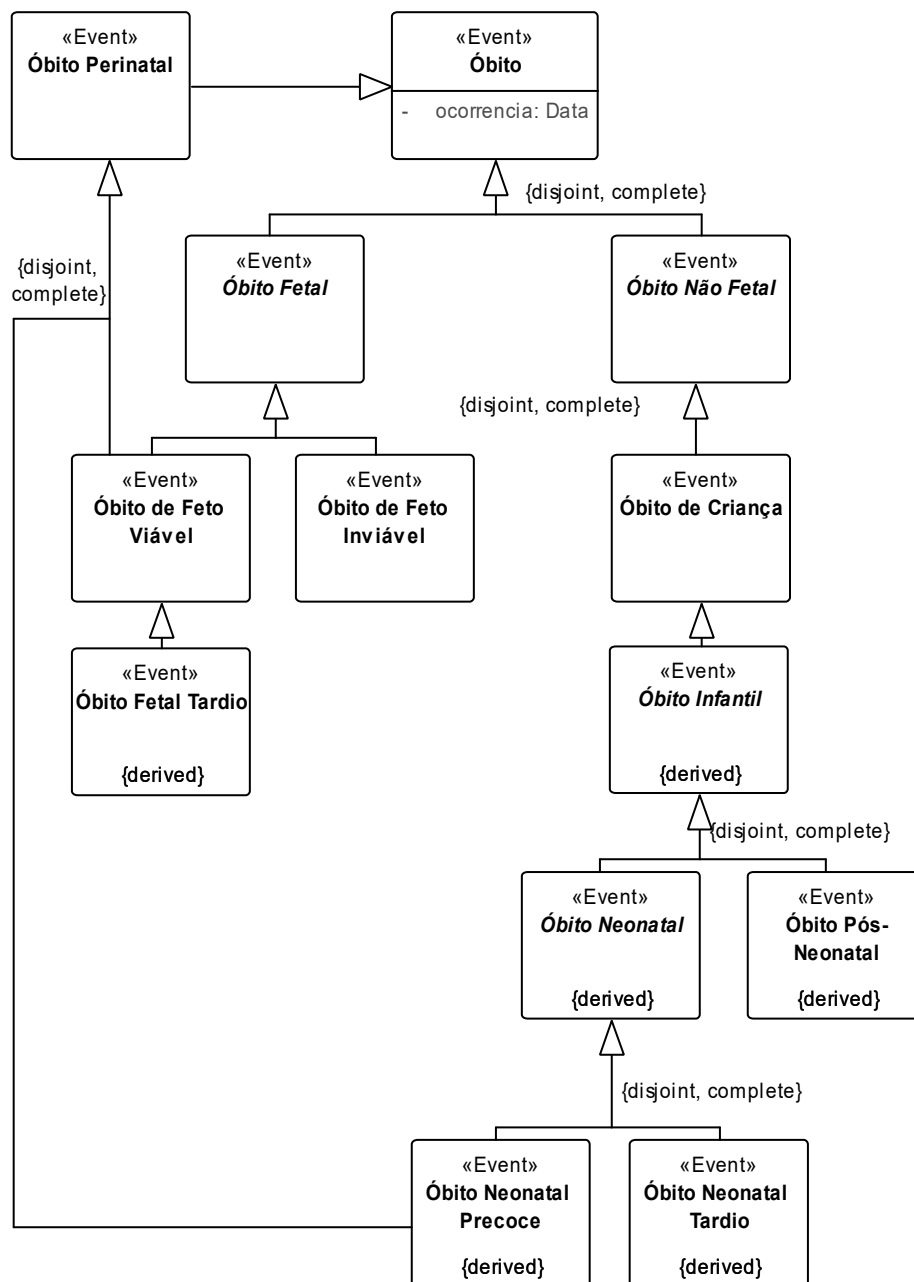 «Event»
Óbito Perinatal
«Event»
Óbito
- ocorrencia: Data
{disjoint, complete}
{disjoint,
complete}
«Event»
Óbito Fetal
«Event»
Óbito Não Fetal
{disjoint, complete}
«Event»
Óbito de Feto
Viável
«Event»
Óbito de Feto
Inviável
«Event»
Óbito de Criança
«Event»
Óbito Fetal Tardio
{derived}
«Event»
Óbito Infantil
{derived}
{disjoint, complete}
«Event»
Óbito Neonatal
{derived}
«Event»
Óbito Pós-
Neonatal
{derived}
{disjoint, complete}
«Event»
Óbito Neonatal
Precoce
{derived}
«Event»
Óbito Neonatal
Tardio
{derived}